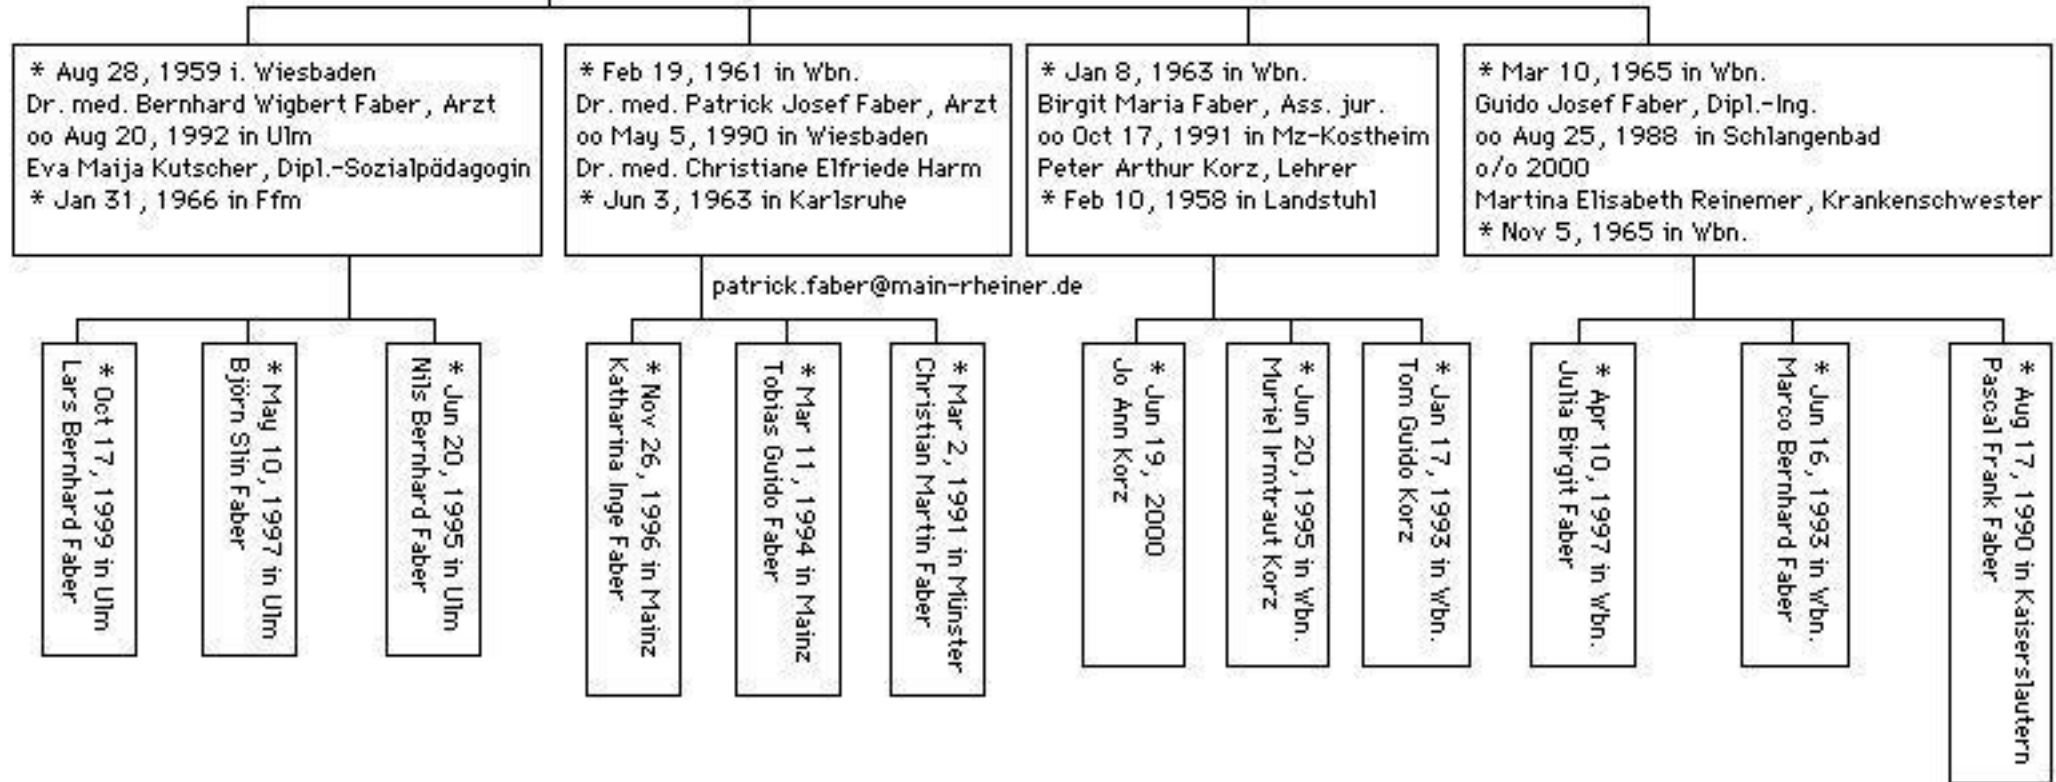 * Aug 28, 1959 i. Wiesbaden
Dr. med. Bernhard Wigbert Faber, Arzt
oo Aug 20, 1992 in Ulm
Eva Maija Kutscher, Dipl.-Sozialpädagogin
* Jan 31, 1966 in Ffm
* Feb 19, 1961 in Wbn.
Dr. med. Patrick Josef Faber, Arzt
oo May 5, 1990 in Wiesbaden
Dr. med. Christiane Elfriede Harm
* Jun 3, 1963 in Karlsruhe
* Jan 8, 1963 in Wbn.
Birgit Maria Faber, Ass. jur.
oo Oct 17, 1991 in Mz-Kostheim
Peter Arthur Korz, Lehrer
* Feb 10, 1958 in Landstuhl
* Mar 10, 1965 in Wbn.
Guido Josef Faber, Dipl.-Ing.
oo Aug 25, 1988 in Schlangenbad
o/o 2000
Martina Elisabeth Reinemer, Krankenschwester
* Nov 5, 1965 in Wbn.
patrick.faber@main-rheiner.de
* Oct 17, 1999 in Ulm
Lars Bernhard Faber
* May 10, 1997 in Ulm
Björn Slin Faber
* Jun 20, 1995 in Ulm
Nils Bernhard Faber
* Nov 26, 1996 in Mainz
Katharina Inge Faber
* Mar 11, 1994 in Mainz
Tobias Guido Faber
* Mar 2, 1991 in Münster
Christian Martin Faber
* Jun 19, 2000
Jo Ann Korz
* Jun 20, 1995 in Wbn.
Muriel Irmtraut Korz
* Jan 17, 1993 in Wbn.
Tom Guido Korz
* Apr 10, 1997 in Wbn.
Julia Birgit Faber
* Jun 16, 1993 in Wbn.
Marco Bernhard Faber
* Aug 17, 1990 in Kaiserslautern
Pascal Frank Faber